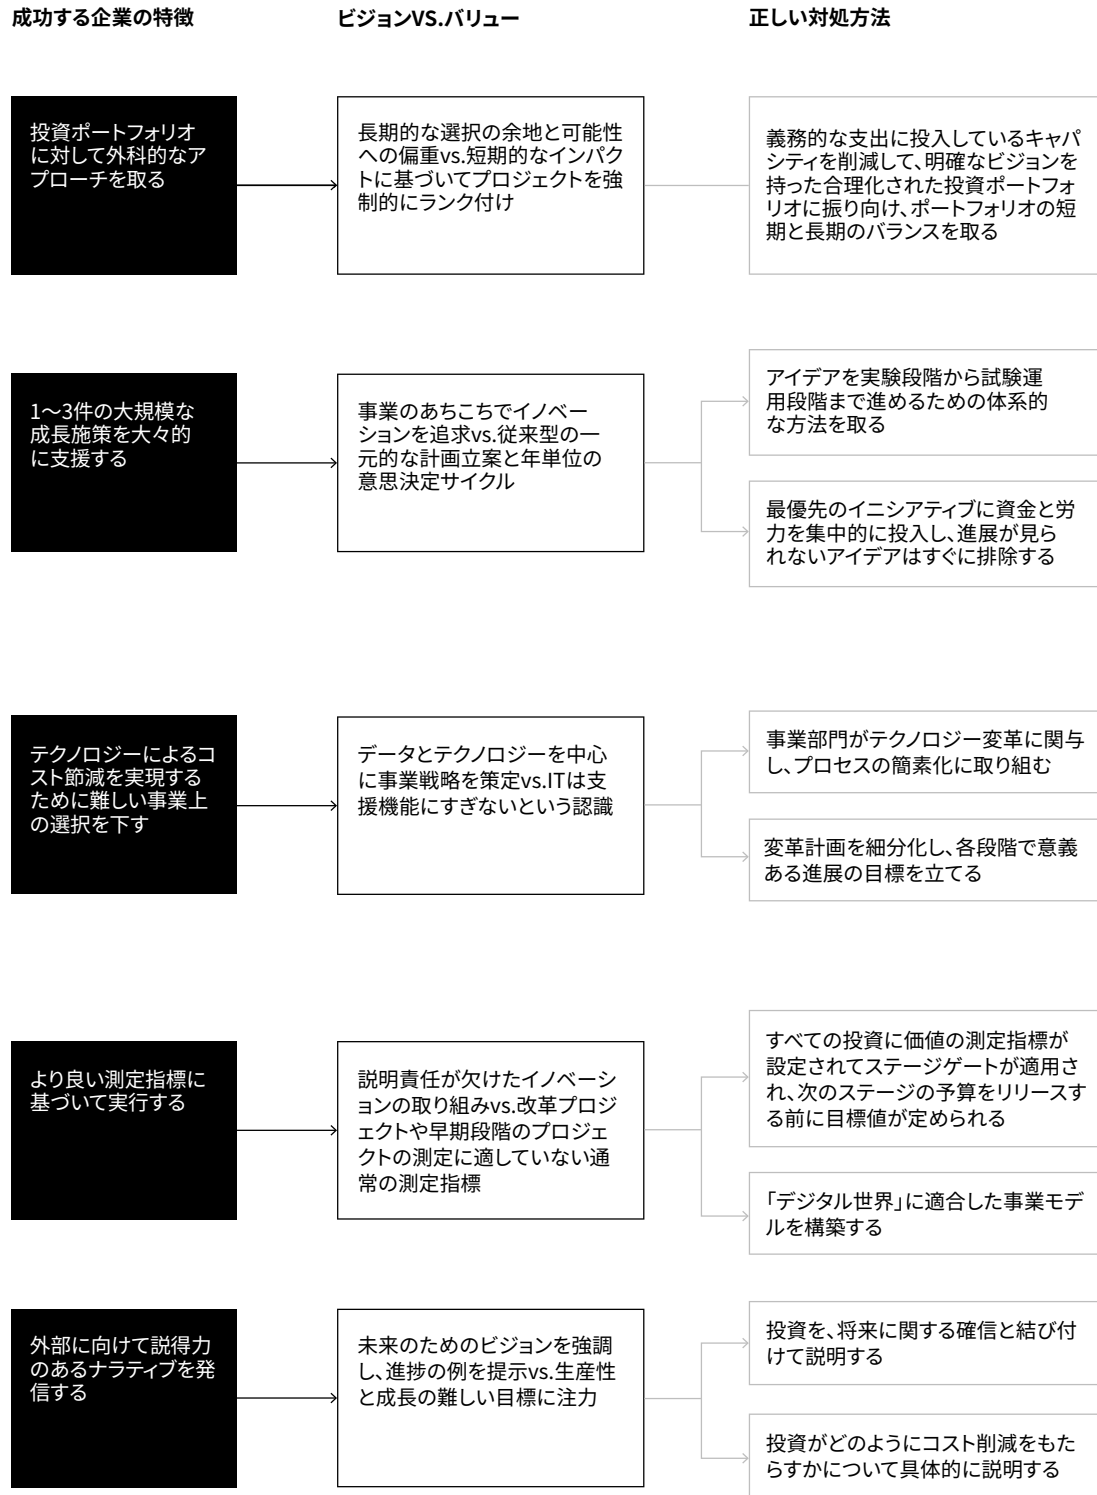 成功する企業の特徴
ビジョンVS.バリュー
正しい対処方法
投資ポートフォリオ
に対して外科的なア
プローチを取る
長期的な選択の余地と可能性
への偏重vs.短期的なインパク
トに基づいてプロジェクトを強
制的にランク付け
義務的な支出に投入しているキャパ
シティを削減して、明確なビジョンを
持った合理化された投資ポートフォ
リオに振り向け、ポートフォリオの短
期と長期のバランスを取る
1〜3件の大規模な
成長施策を大々的
に支援する
事業のあちこちでイノベー
ションを追求vs.従来型の一
元的な計画立案と年単位の
意思決定サイクル
アイデアを実験段階から試験運
用段階まで進めるための体系的
な方法を取る
最優先のイニシアティブに資金と労
力を集中的に投入し、進展が見ら
れないアイデアはすぐに排除する
テクノロジーによるコ
スト節減を実現する
ために難しい事業上
の選択を下す
データとテクノロジーを中心
に事業戦略を策定vs.ITは支
援機能にすぎないという認識
事業部門がテクノロジー変革に関与
し、プロセスの簡素化に取り組む
変革計画を細分化し、各段階で意義
ある進展の目標を立てる
より良い測定指標に
基づいて実行する
説明責任が欠けたイノベーシ
ョンの取り組みvs.改革プロジ
ェクトや早期段階のプロジェ
クトの測定に適していない通
常の測定指標
すべての投資に価値の測定指標が
設定されてステージゲートが適用さ
れ、次のステージの予算をリリースす
る前に目標値が定められる
「デジタル世界」に適合した事業モデ
ルを構築する
外部に向けて説得力
のあるナラティブを発
信する
未来のためのビジョンを強調
し、進捗の例を提示vs.生産性
と成長の難しい目標に注力
投資を、将来に関する確信と結び付
けて説明する
投資がどのようにコスト削減をもた
らすかについて具体的に説明する